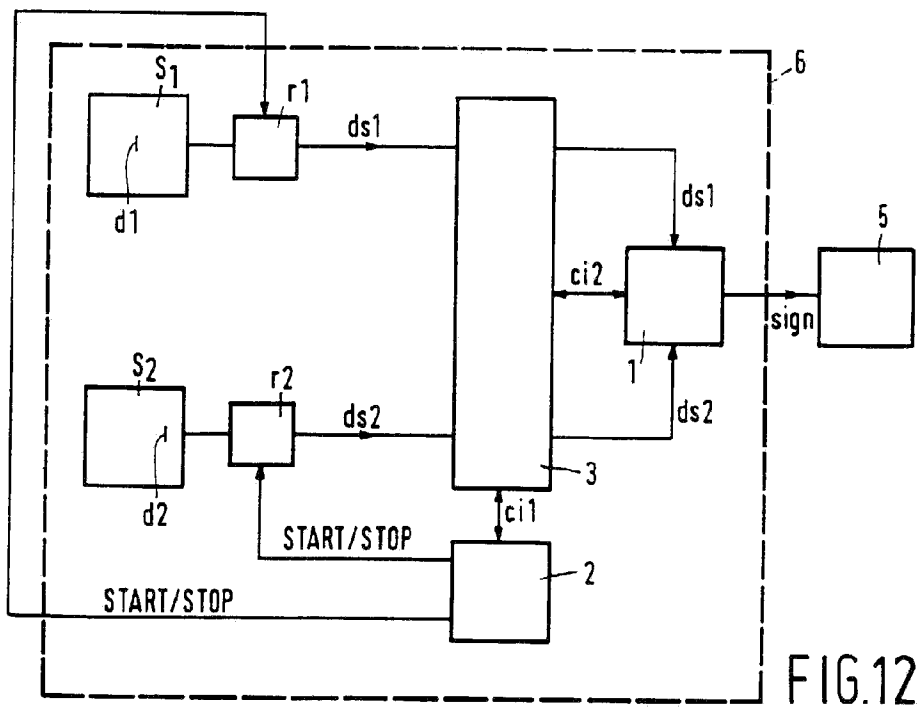 6
S1
r1
ds1
d1
ds1
5
ci2
sign
1
S2
r2
ds2
ds2
3
d2
ci1
START/STOP
2
START/STOP
FIG.12